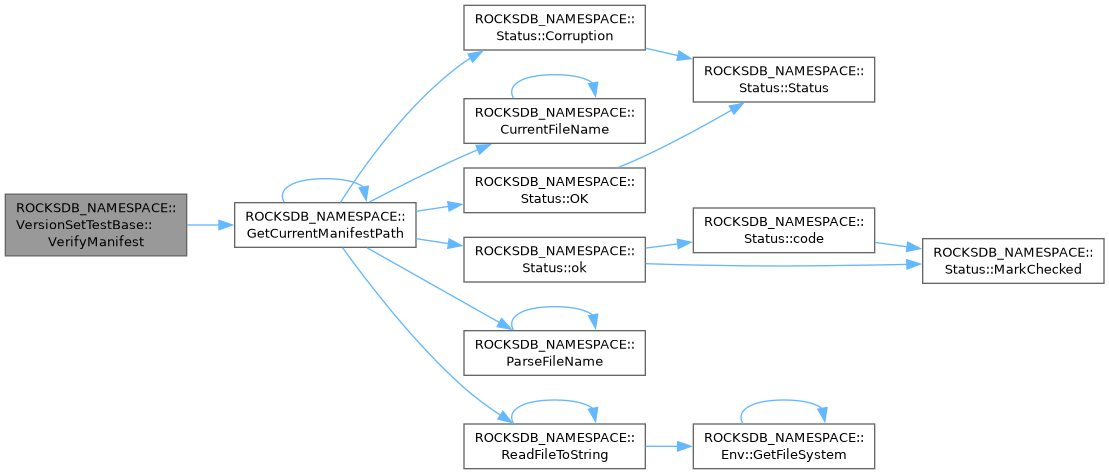 ROCKSDB_NAMESPACE::
VersionSetTestBase::
VerifyManifest
ROCKSDB_NAMESPACE::
GetCurrentManifestPath
ROCKSDB_NAMESPACE::
Status::Corruption
ROCKSDB_NAMESPACE::
CurrentFileName
ROCKSDB_NAMESPACE::
Status::OK
ROCKSDB_NAMESPACE::
Status::ok
ROCKSDB_NAMESPACE::
ParseFileName
ROCKSDB_NAMESPACE::
ReadFileToString
ROCKSDB_NAMESPACE::
Status::Status
ROCKSDB_NAMESPACE::
Status::code
ROCKSDB_NAMESPACE::
Env::GetFileSystem
ROCKSDB_NAMESPACE::
Status::MarkChecked